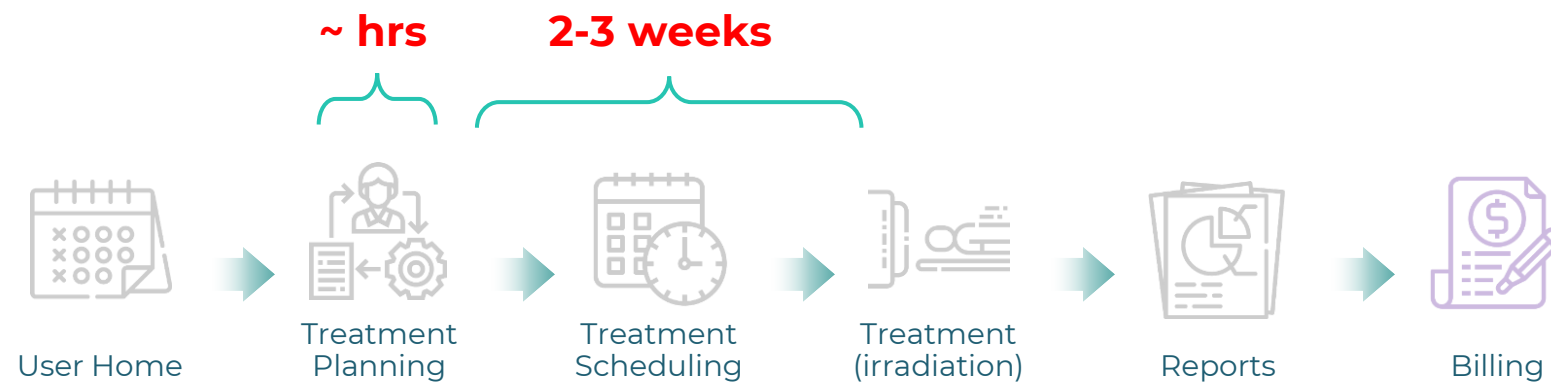 ~ hrs
2-3 weeks
User Home
Treatment
Planning
Treatment
Scheduling
Treatment
(irradiation)
Reports
$
Billing